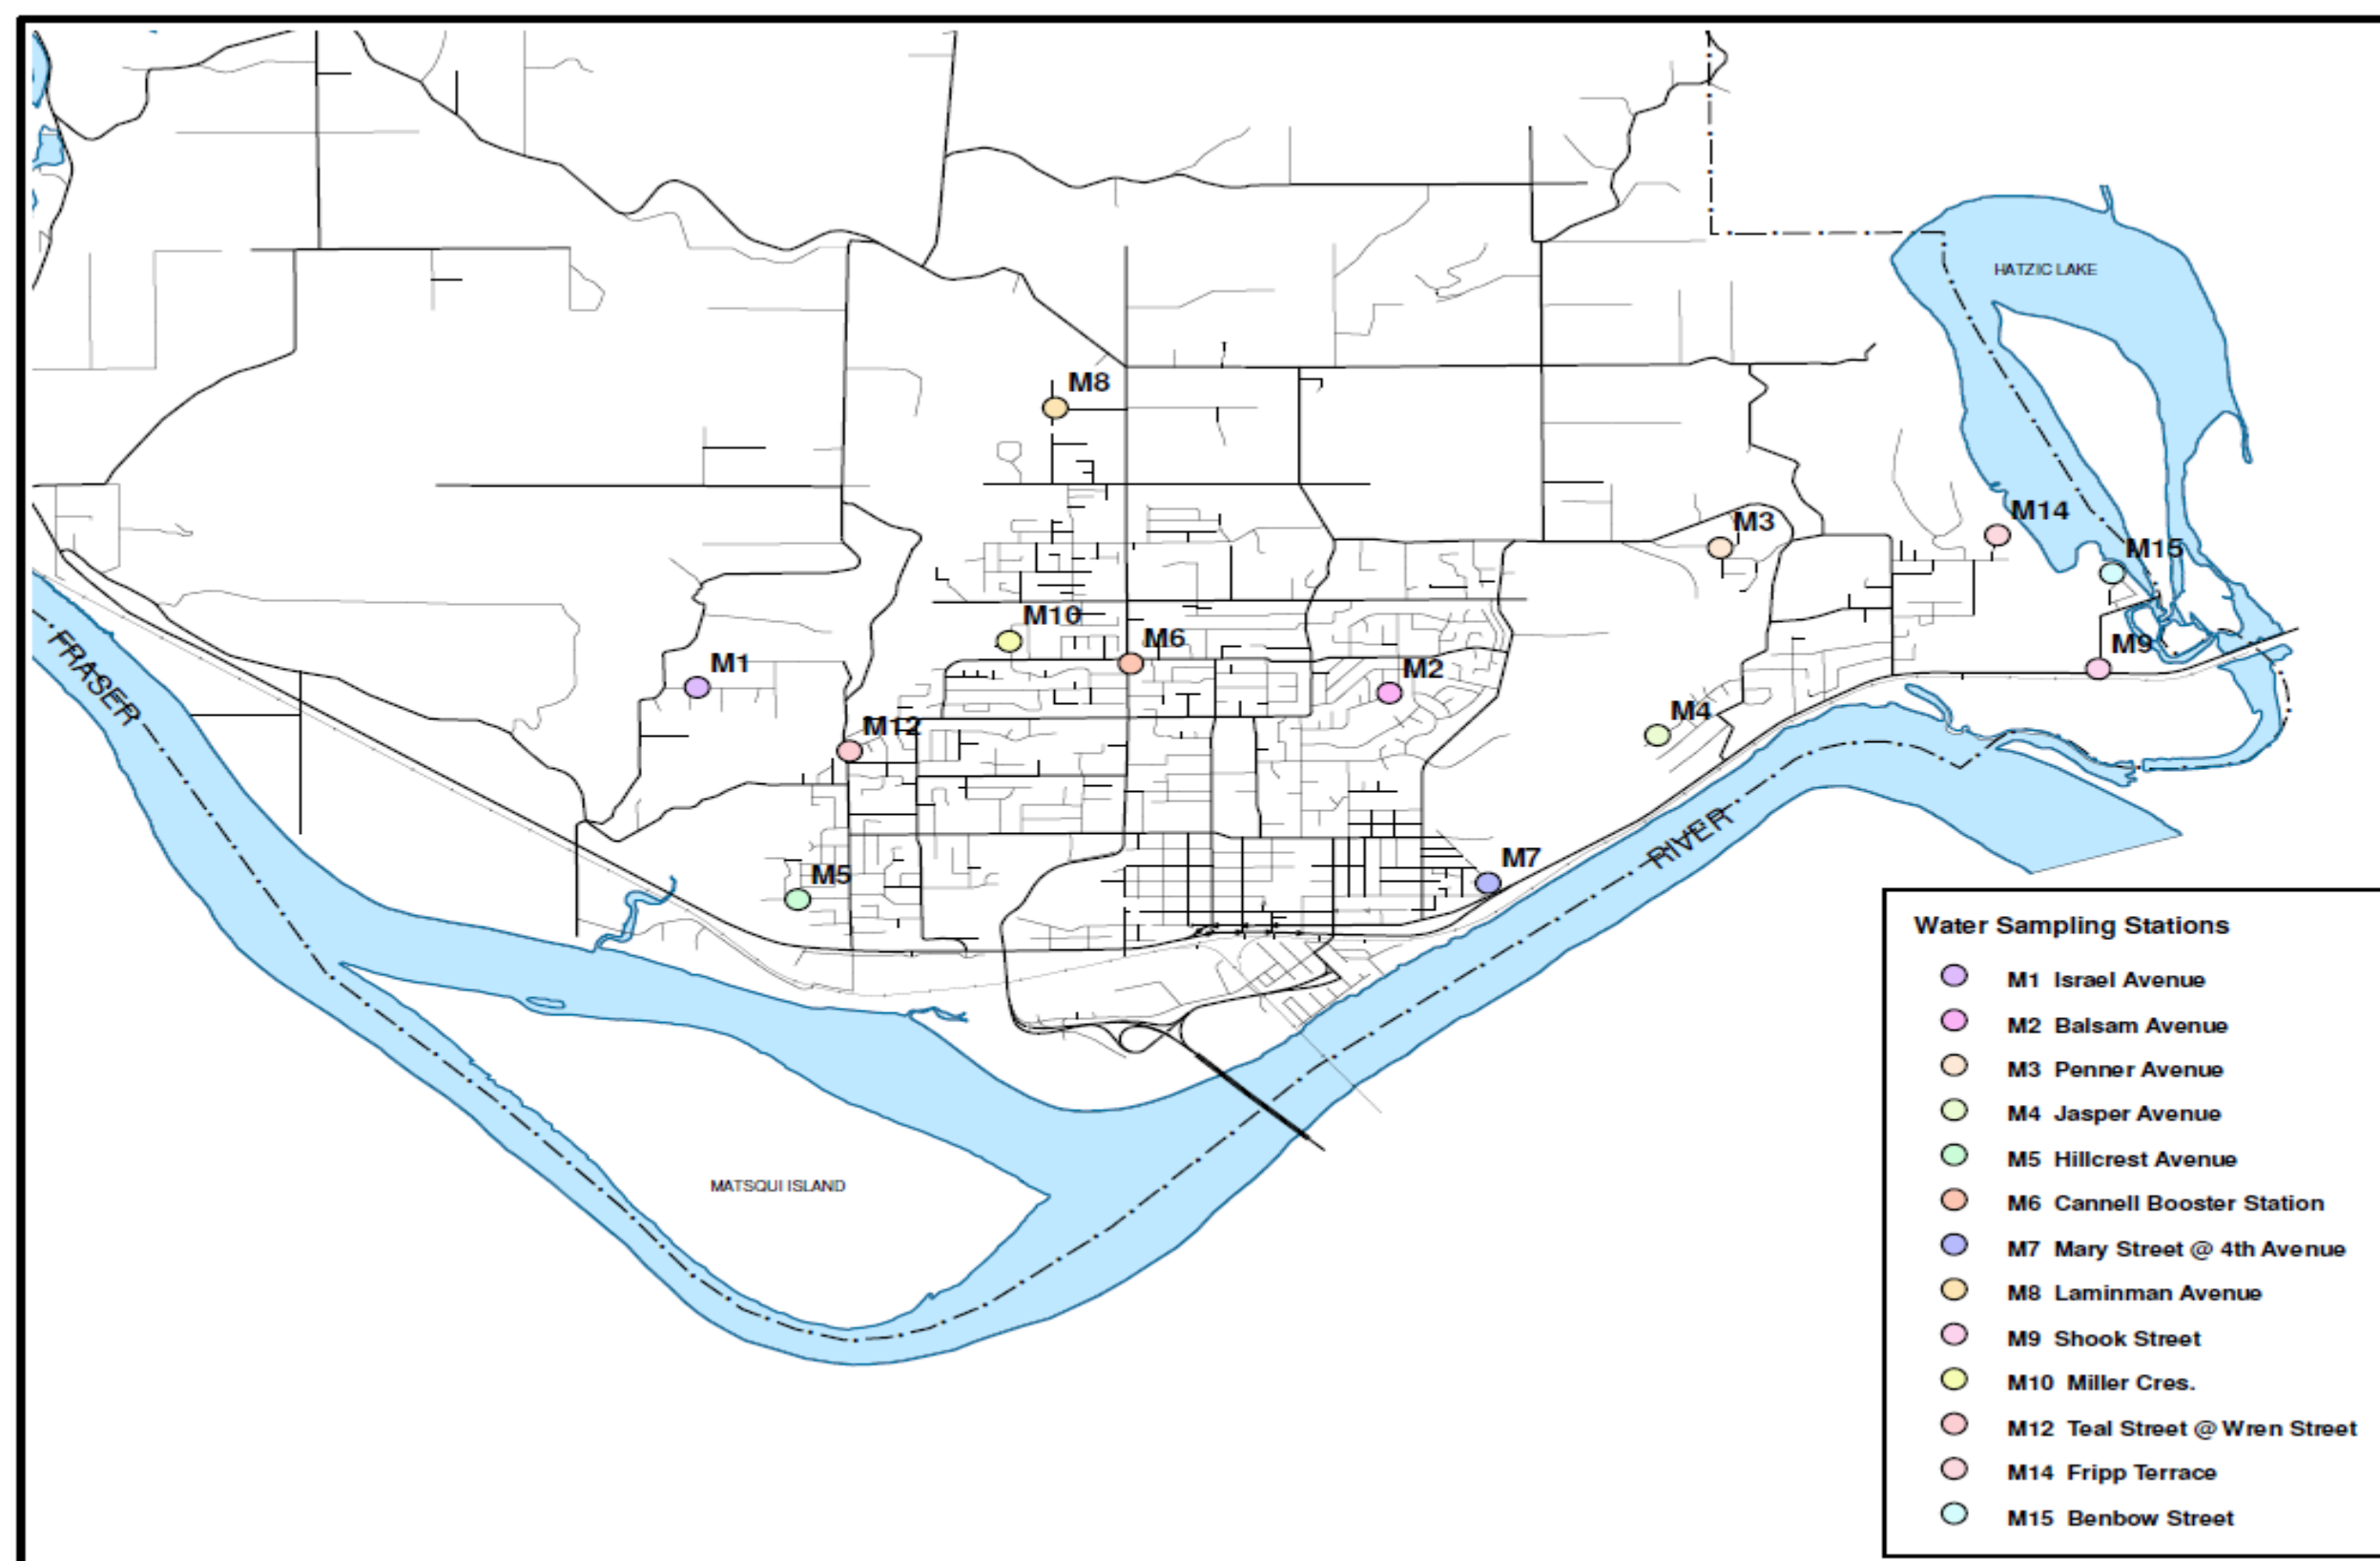 HATZIC LAKE
M8
M14
M3
M15
M10
M6
M9
M1
M2
M4
M12
FRASER
RIVER
M7
M5
MATSQUI ISLAND
Water Sampling Stations
M1 Israel Avenue
M2 Balsam Avenue
M3 Penner Avenue
M4 Jasper Avenue
M5 Hillcrest Avenue
M6 Cannell Booster Station
M7 Mary Street @ 4th Avenue
M8 Laminman Avenue
M9 Shook Street
M10 Miller Cres.
M12 Teal Street @ Wren Street
M14 Fripp Terrace
M15 Benbow Street